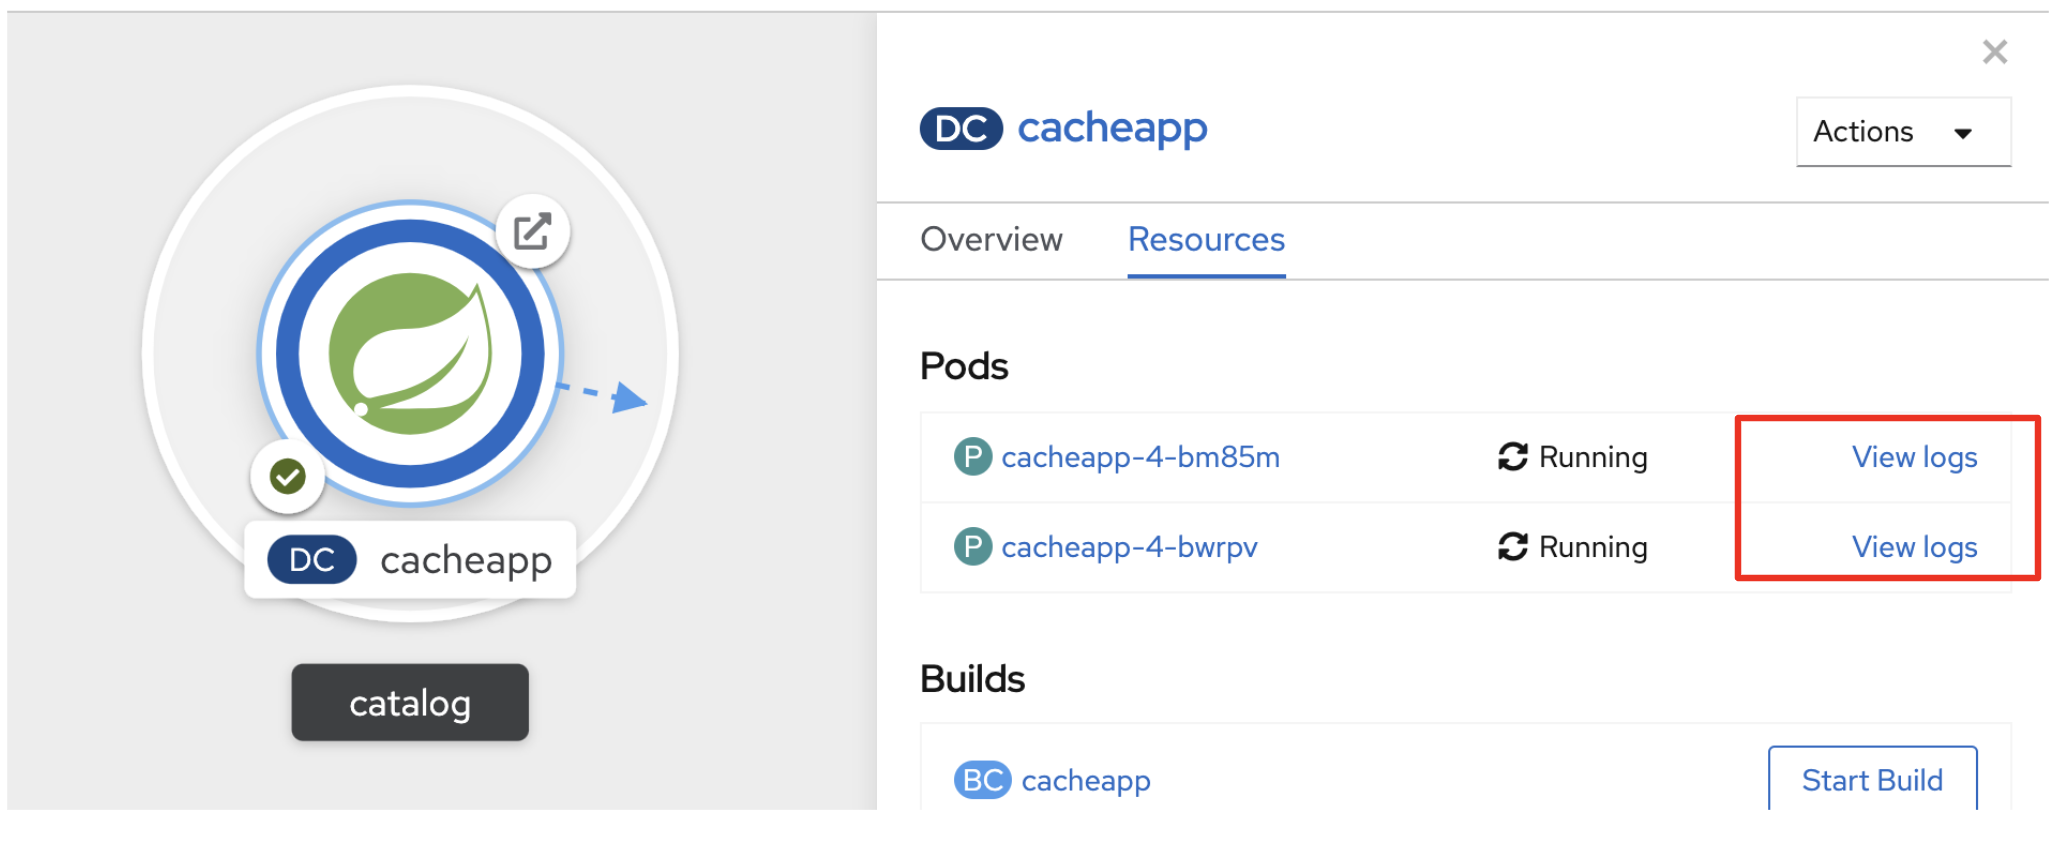 DC cacheapp
catalog
DC cacheapp
Actions
Overview Resources
Pods
P cacheapp-4-bm85m Running View logs
P cacheapp-4-bwrpv Running View logs
Builds
BC cacheapp Start Build